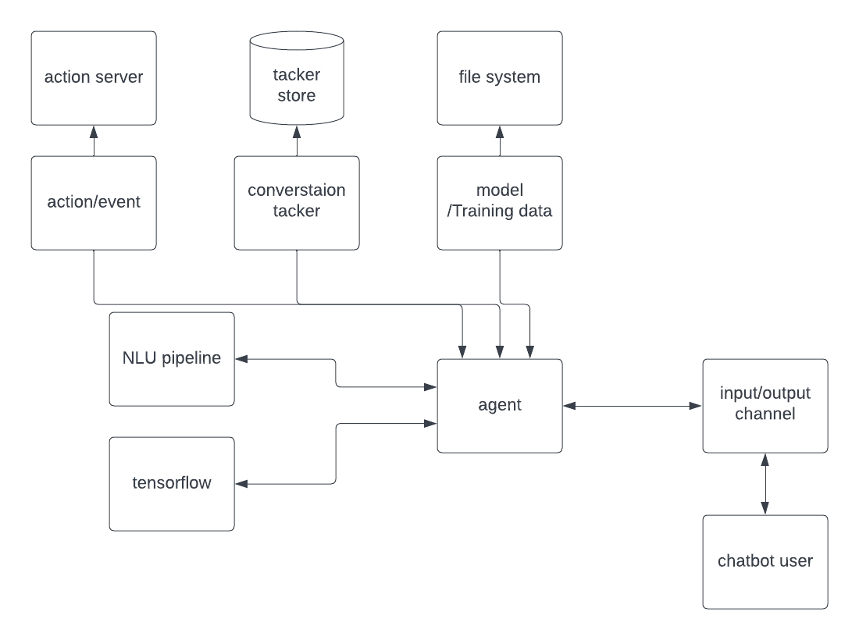 action server
tacker
store
file system
action/event
converstaion
tacker
model
/Training data
NLU pipeline
agent
input/output
channel
tensorflow
chatbot user